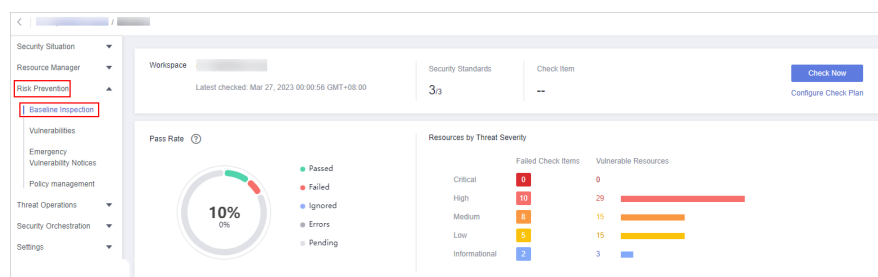 < /
Security Situation
Resource Manager
Risk Prevention
Baseline Inspection
Vulnerabilities
Emergency
Vulnerability Notices
Policy management
Threat Operations
Security Orchestration
Settings
Workspace
Latest checked: Mar 27, 2023 00:00:56 GMT+08:00
Security Standards
3/3
Check Item
--
Check Now
Configure Check Plan
Pass Rate ?
10%
0%
Passed
Failed
Ignored
Errors
Pending
Resources by Threat Severity
Failed Check Items Vulnerable Resources
Critical 0 0
High 10 29
Medium 8 15
Low 5 15
Informational 2 3